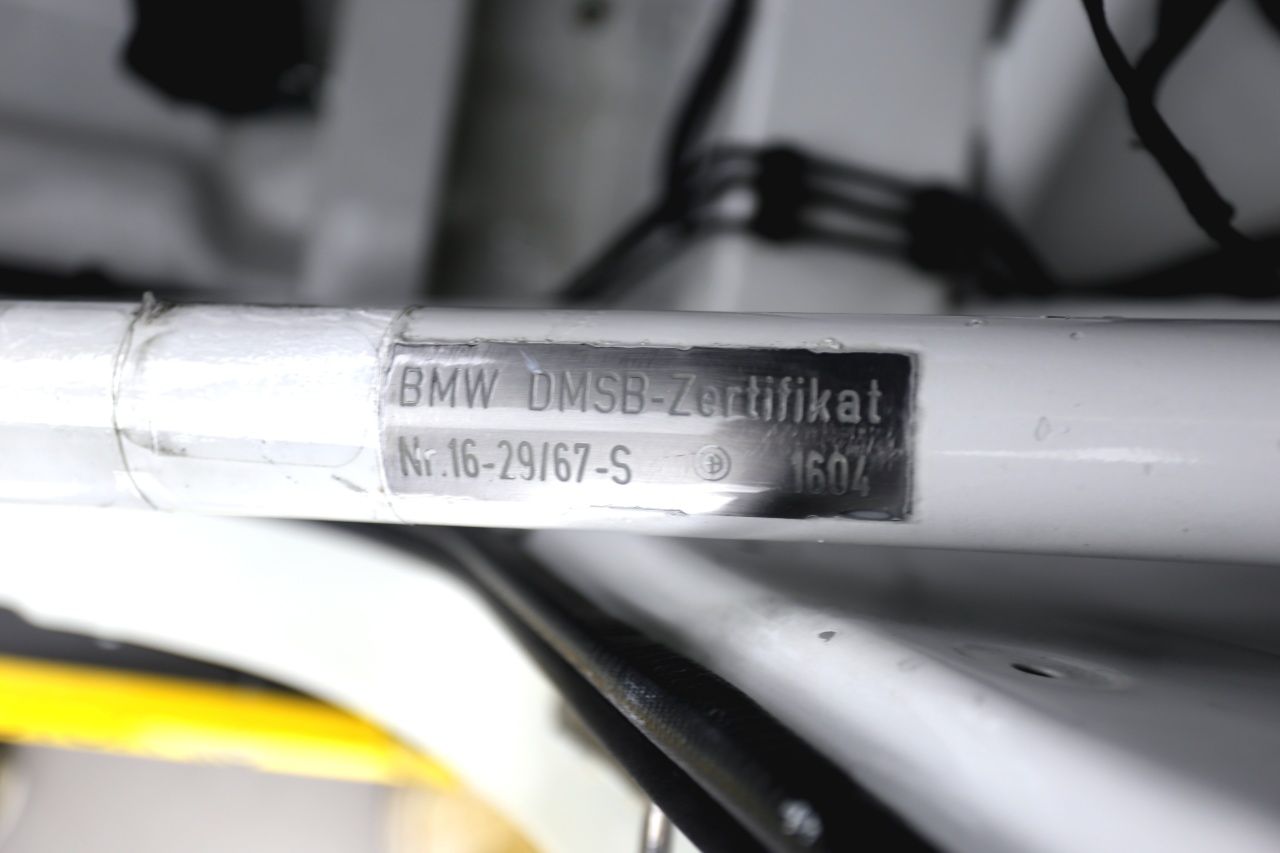 BMW DMSB-Zertifikat
Nr.16-29/67-S 1604